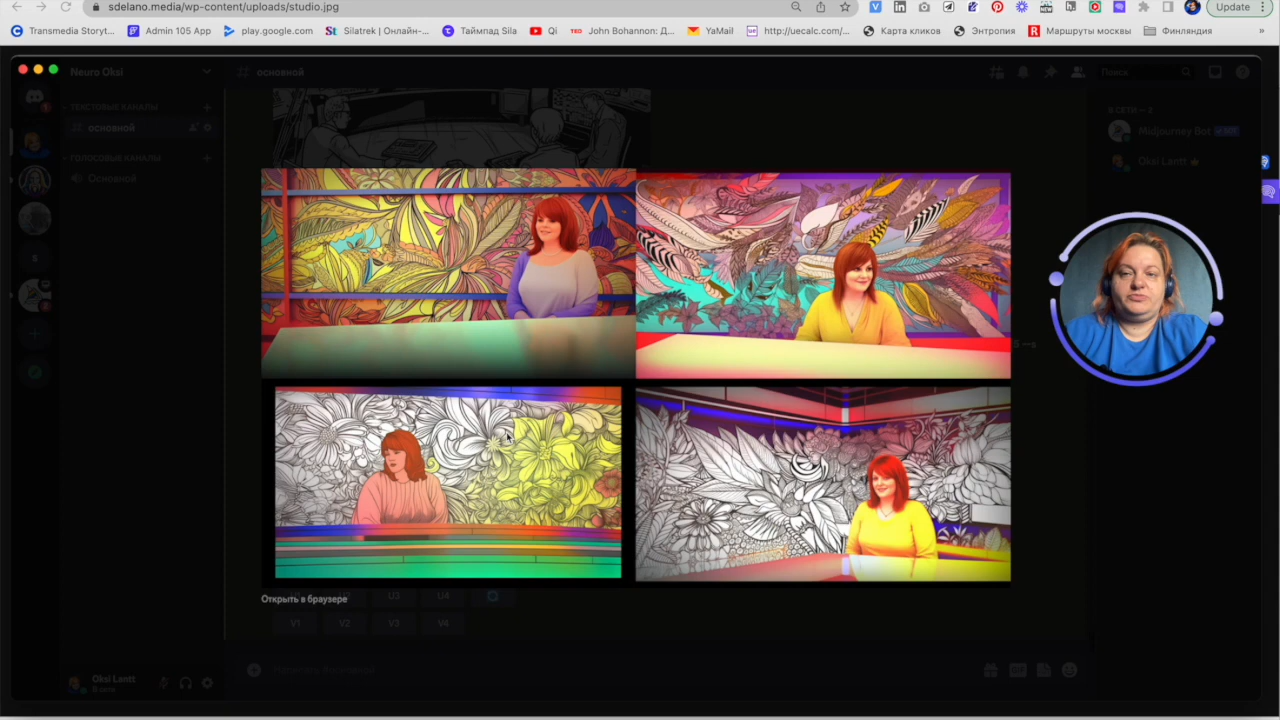 sdelano.media/wp-content/uploads/studio.jpg
Update
Transmedia Storyt...
Admin 105 App
play.google.com
Silatrek | Онлайн-...
Таймпад Sila
Qi
TED
John Bohannon: Д...
YaMail
http://uecalc.com/...
Карта кликов
Энтропия
Маршруты москвы
Финляндия
»
Neuro Oksi
основной
Поиск
ТЕКСТОВЫЕ КАНАЛЫ
В СЕТИ — 2
основной
Midjourney Bot
ГОЛОСОВЫЕ КАНАЛЫ
Oksi Lantt
Основной
S
Открыть в браузере
U3
U4
V1
V2
V3
V4
Oksi Lantt
В сети
GIF